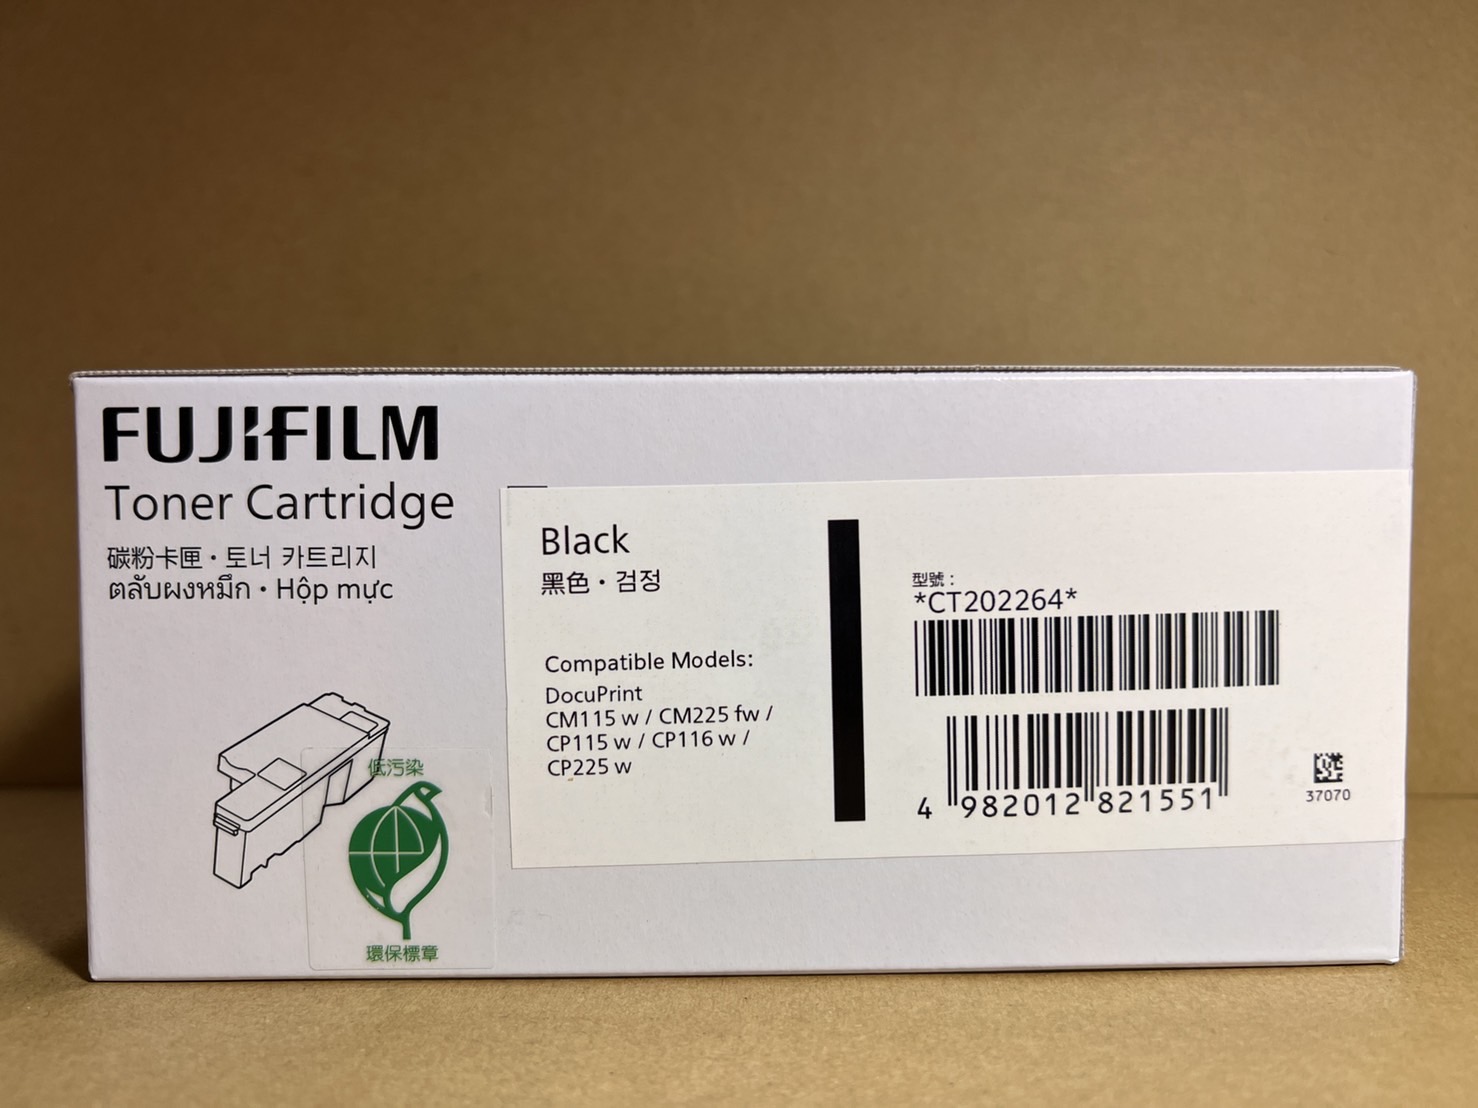 FUJIFILM
Toner Cartridge
碳粉卡匣・토너 카트리지
ตลับผงหมึก・Hộp mực
低污染
環保標章
Black
黑色・검정
Compatible Models:
DocuPrint
CM115 w / CM225 fw /
CP115 w / CP116 w /
CP225 w
型號：
*CT202264*
4 982012 821551
37070